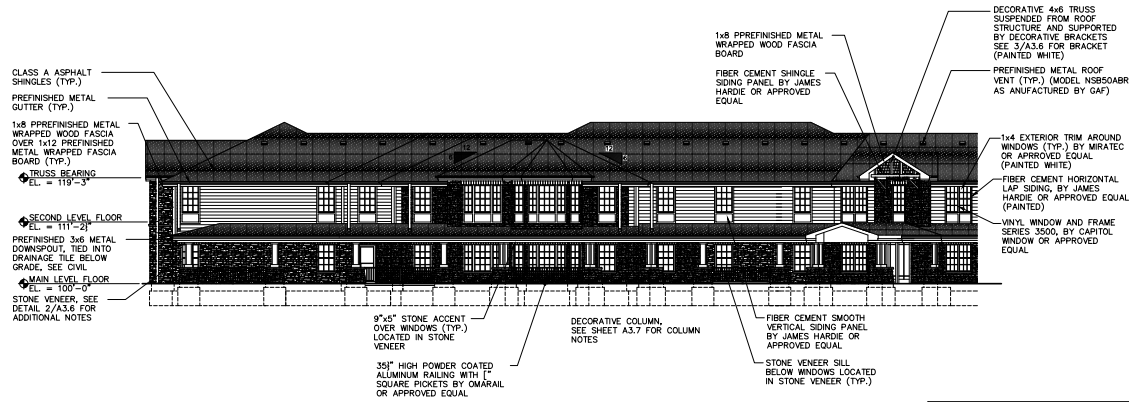 CLASS A ASPHALT
SHINGLES (TYP.)
PREFINISHED METAL
GUTTER (TYP.)
1x8 PPREFINISHED METAL
WRAPPED WOOD FASCIA
OVER 1x12 PREFINISHED
METAL WRAPPED FASCIA
BOARD (TYP.)
TRUSS BEARING
EL. = 119'-3"
SECOND LEVEL FLOOR
EL. = 111'-2
PREFINISHED 3x6 METAL
DOWNSPOUT, TIED INTO
DRAINAGE TILE BELOW
GRADE, SEE CIVIL
MAIN LEVEL FLOOR
EL. = 100'-0"
STONE VENEER, SEE
DETAIL 2/A3.6 FOR
ADDITIONAL NOTES
12
6
12
6
9"x5" STONE ACCENT
OVER WINDOWS (TYP.)
LOCATED IN STONE
VENEER
35 HIGH POWDER COATED
ALUMINUM RAILING WITH
SQUARE PICKETS BY OMARAIL
OR APPROVED EQUAL
DECORATIVE COLUMN,
SEE SHEET A3.7 FOR COLUMN
NOTES
FIBER CEMENT SMOOTH
VERTICAL SIDING PANEL
BY JAMES HARDIE OR
APPROVED EQUAL
STONE VENEER SILL
BELOW WINDOWS LOCATED
IN STONE VENEER (TYP.)
1x8 PPREFINISHED METAL
WRAPPED WOOD FASCIA
BOARD
FIBER CEMENT SHINGLE
SIDING PANEL BY JAMES
HARDIE OR APPROVED
EQUAL
DECORATIVE 4x6 TRUSS
SUSPENDED FROM ROOF
STRUCTURE AND SUPPORTED
BY DECORATIVE BRACKETS
SEE 3/A3.6 FOR BRACKET
(PAINTED WHITE)
PREFINISHED METAL ROOF
VENT (TYP.) (MODEL NSB50ABR
AS ANUFACTURED BY GAF)
1x4 EXTERIOR TRIM AROUND
WINDOWS (TYP.) BY MIRATEC
OR APPROVED EQUAL
(PAINTED WHITE)
FIBER CEMENT HORIZONTAL
LAP SIDING, BY JAMES
HARDIE OR APPROVED EQUAL
(PAINTED)
VINYL WINDOW AND FRAME
SERIES 3500, BY CAPITOL
WINDOW OR APPROVED
EQUAL